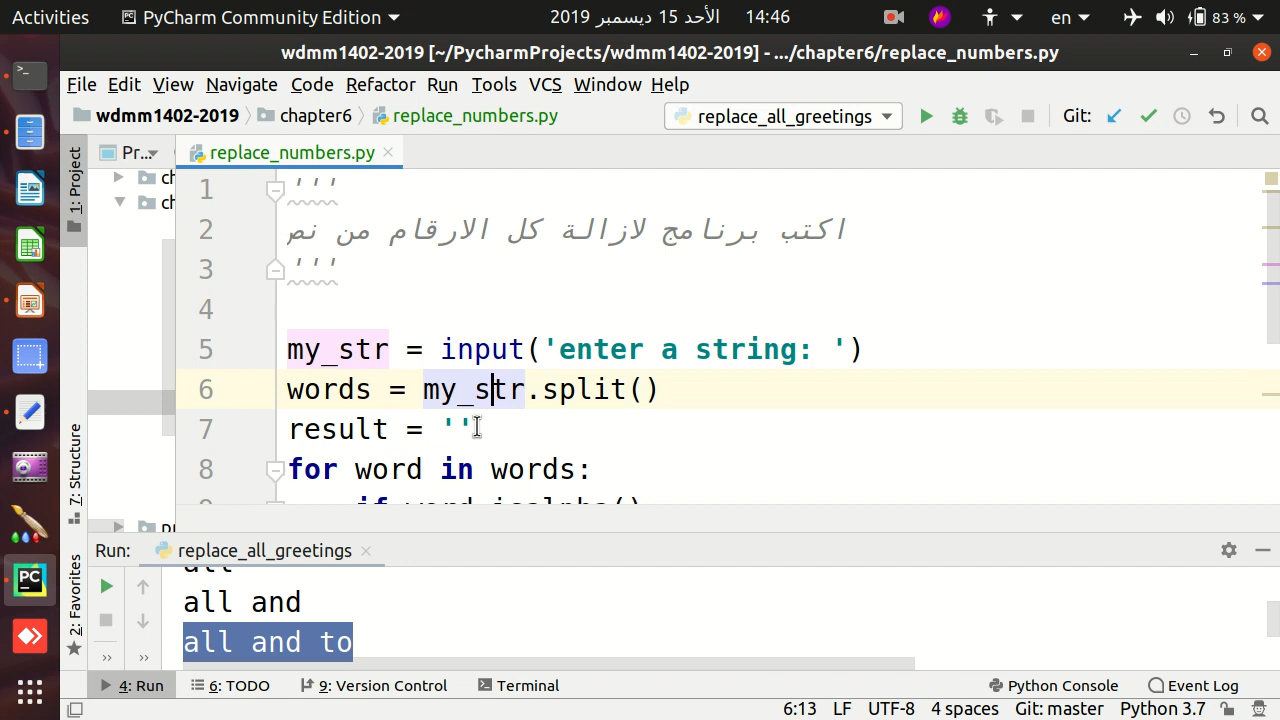 Activities PyCharm Community Edition الأحد 15 ديسمبر 2019 14:46 en 83 %
wdmm1402-2019 [~/PycharmProjects/wdmm1402-2019] - .../chapter6/replace_numbers.py
File Edit View Navigate Code Refactor Run Tools VCS Window Help
wdmm1402-2019 chapter6 replace_numbers.py replace_all_greetings Git:
1: Project Pr... replace_numbers.py
1 '''
2 اكتب برنامج لازالة كل الارقام من نص
3 '''
4
5 my_str = input('enter a string: ')
6 words = my_str.split()
7 result = ''
8 for word in words:
7: Structure
2: Favorites
Run: replace_all_greetings
all and
all and to
4: Run 6: TODO 9: Version Control Terminal Python Console Event Log
6:13 LF UTF-8 4 spaces Git: master Python 3.7